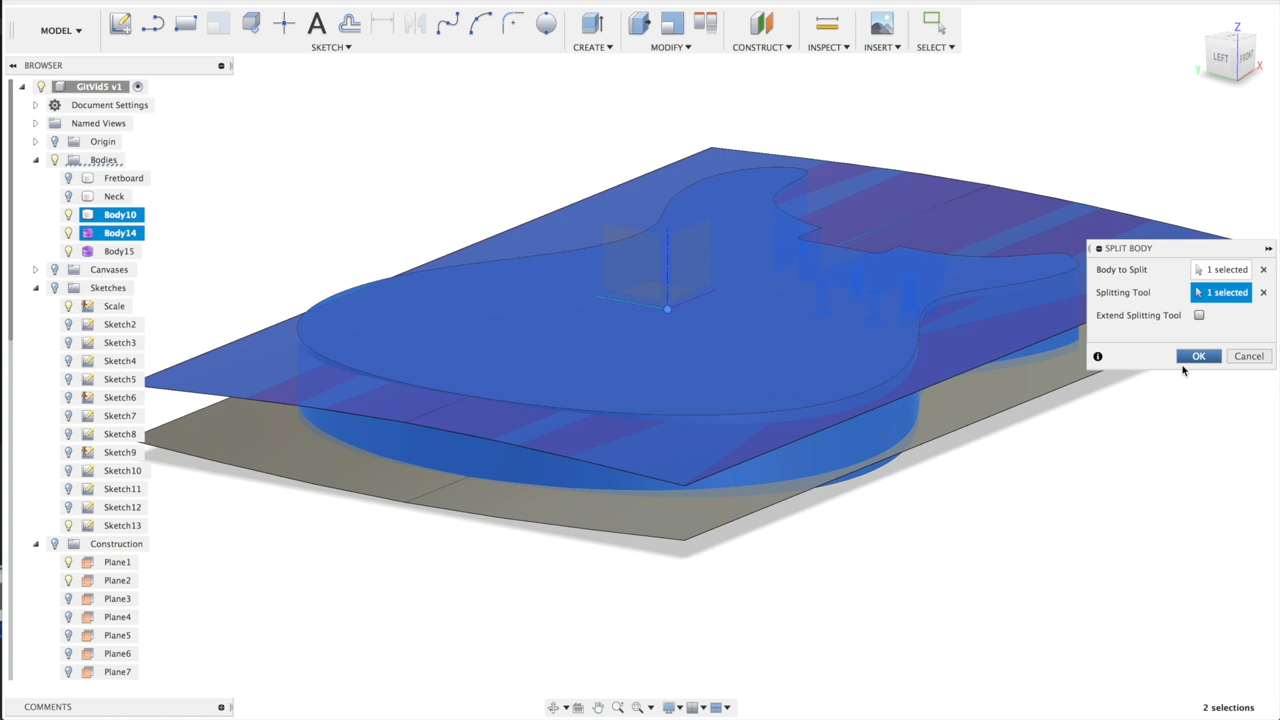 MODEL ▾
SKETCH ▾
CREATE ▾
MODIFY ▾
CONSTRUCT ▾
INSPECT ▾
INSERT ▾
SELECT ▾
Z
LEFT
FRONT
Y
X
BROWSER
GitVid5 v1
Document Settings
Named Views
Origin
Bodies
Fretboard
Neck
Body10
Body14
Body15
Canvases
Sketches
Scale
Sketch2
Sketch3
Sketch4
Sketch5
Sketch6
Sketch7
Sketch8
Sketch9
Sketch10
Sketch11
Sketch12
Sketch13
Construction
Plane1
Plane2
Plane3
Plane4
Plane5
Plane6
Plane7
SPLIT BODY
Body to Split 1 selected
Splitting Tool 1 selected
Extend Splitting Tool
OK Cancel
COMMENTS
2 selections